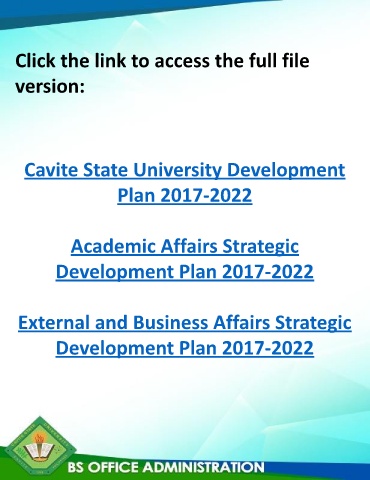 Click the link to access the full file
version:
Cavite State University Development
Plan 2017-2022
Academic Affairs Strategic
Development Plan 2017-2022
External and Business Affairs Strategic
Development Plan 2017-2022
BS OFFICE ADMINISTRATION